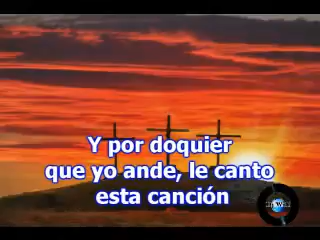 Y por doquier
que yo ande, le canto
esta canción